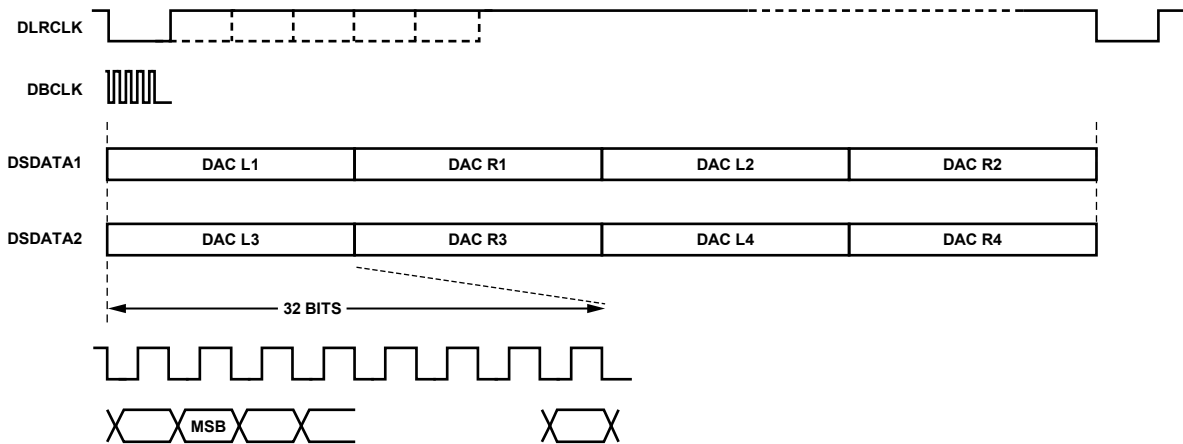 DLRCLK
DBCLK
DSDATA1 DAC L1 DAC R1 DAC L2 DAC R2
DSDATA2 DAC L3 DAC R3 DAC L4 DAC R4
32 BITS
MSB